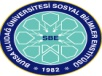 BURSA ULUDAĞ ÜNİVERSİTESİ SOSYAL BİLİMLER ENSTİTÜSÜ
SBE
1982